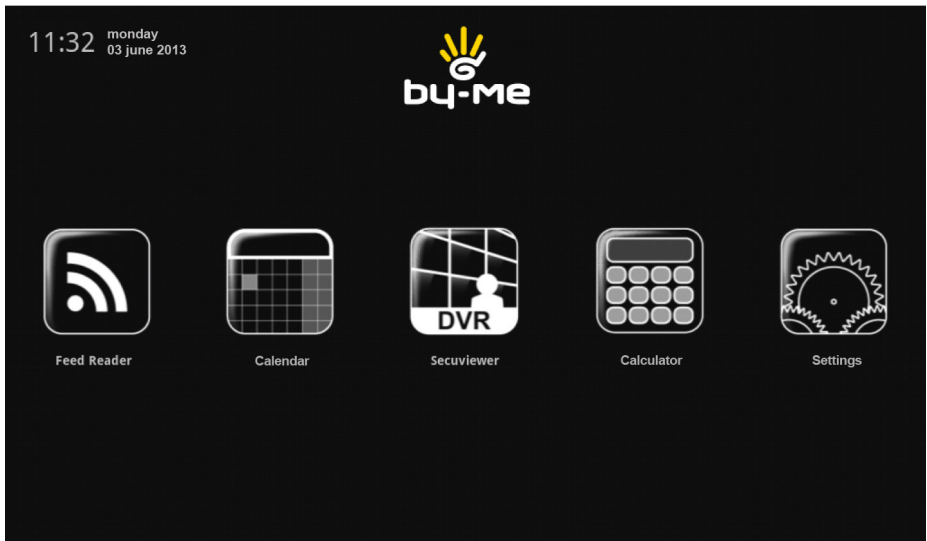 11:32
monday
03 june 2013
by-me
DVR
Feed Reader
Calendar
Secuviewer
Calculator
Settings